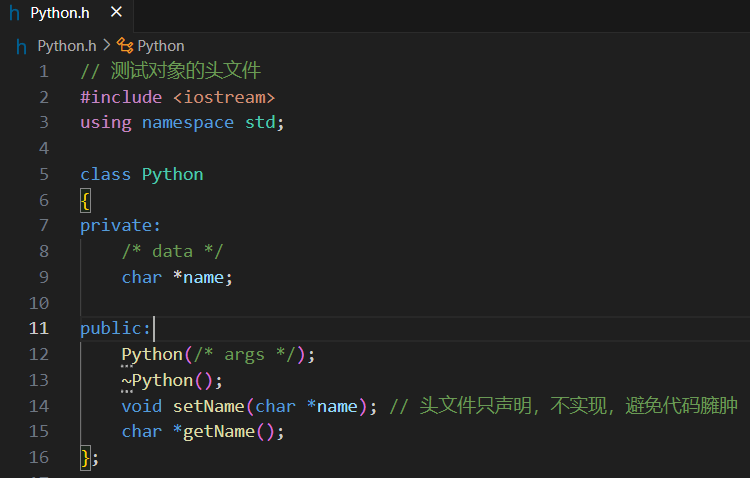 Python.h ×
Python.h > Python
1 // 测试对象的头文件
2 #include <iostream>
3 using namespace std;
4
5 class Python
6 {
7 private:
8     /* data */
9     char *name;
10
11 public:
12     Python(/* args */);
13     ~Python();
14     void setName(char *name); // 头文件只声明，不实现，避免代码臃肿
15     char *getName();
16 };